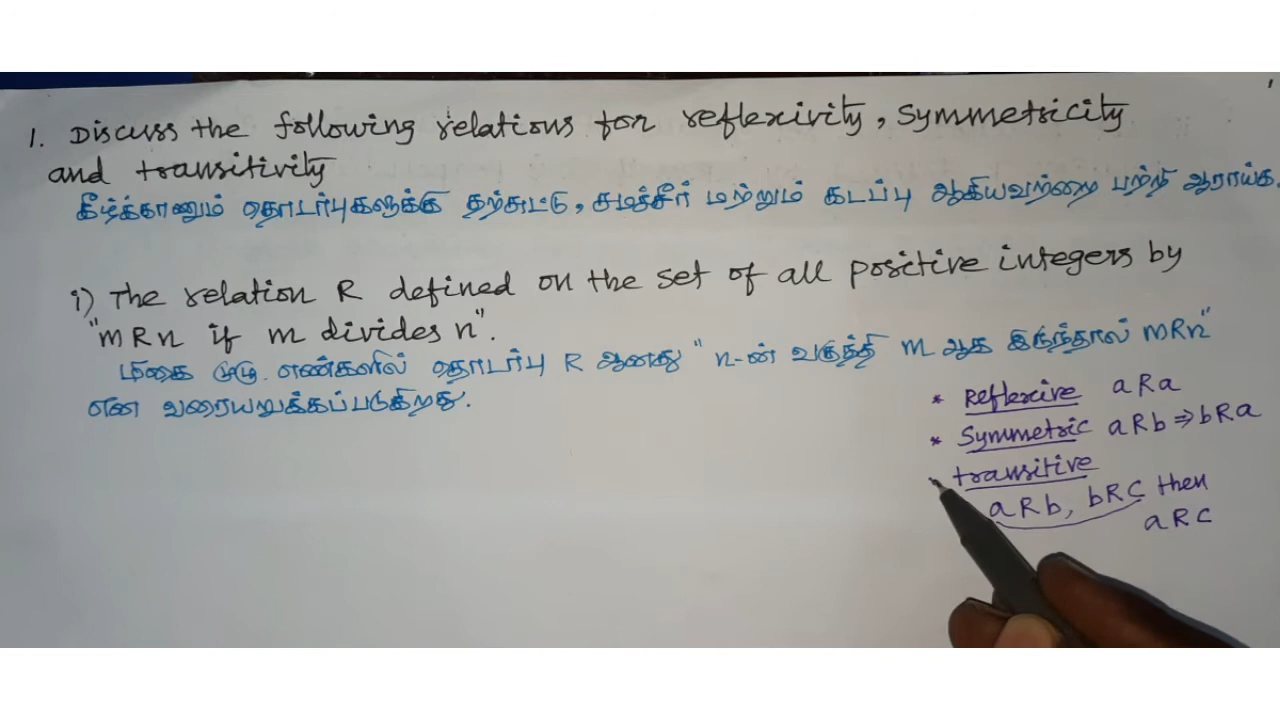 1. Discuss the following relations for reflexivity, symmetricity
and transitivity
கீழ்க்காணும் தொடர்புகளுக்கு தற்சுட்டு, சமச்சீர் மற்றும் கடப்பு ஆகியவற்றை பற்றி ஆராய்க.
i) The relation R defined on the set of all positive integers by
"mRn if m divides n".
மிகை முழு எண்களில் தொடர்பு R ஆனது "n-ன் வகுத்தி m ஆக இருந்தால் mRn"
என வரையறுக்கப்படுகிறது.
* Reflexive aRa
* Symmetric aRb ⇒ bRa
transitive
aRb, bRC then
aRC